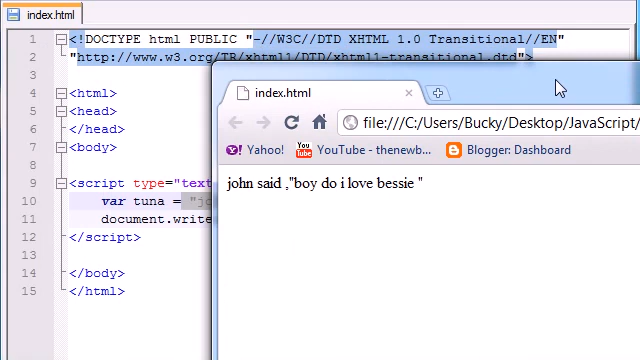 index.html
1 <!DOCTYPE html PUBLIC "-//W3C//DTD XHTML 1.0 Transitional//EN"
2 "http://www.w3.org/TR/xhtml1/DTD/xhtml1-transitional.dtd">
3
4 <html>
5 <head>
6 </head>
7 <body>
8
9 <script type="text
10 var tuna = "jo
11 document.write
12 </script>
13
14 </body>
15 </html>
index.html
file:///C:/Users/Bucky/Desktop/JavaScript/
Yahoo! YouTube - thenewb... Blogger: Dashboard
john said ,"boy do i love bessie "